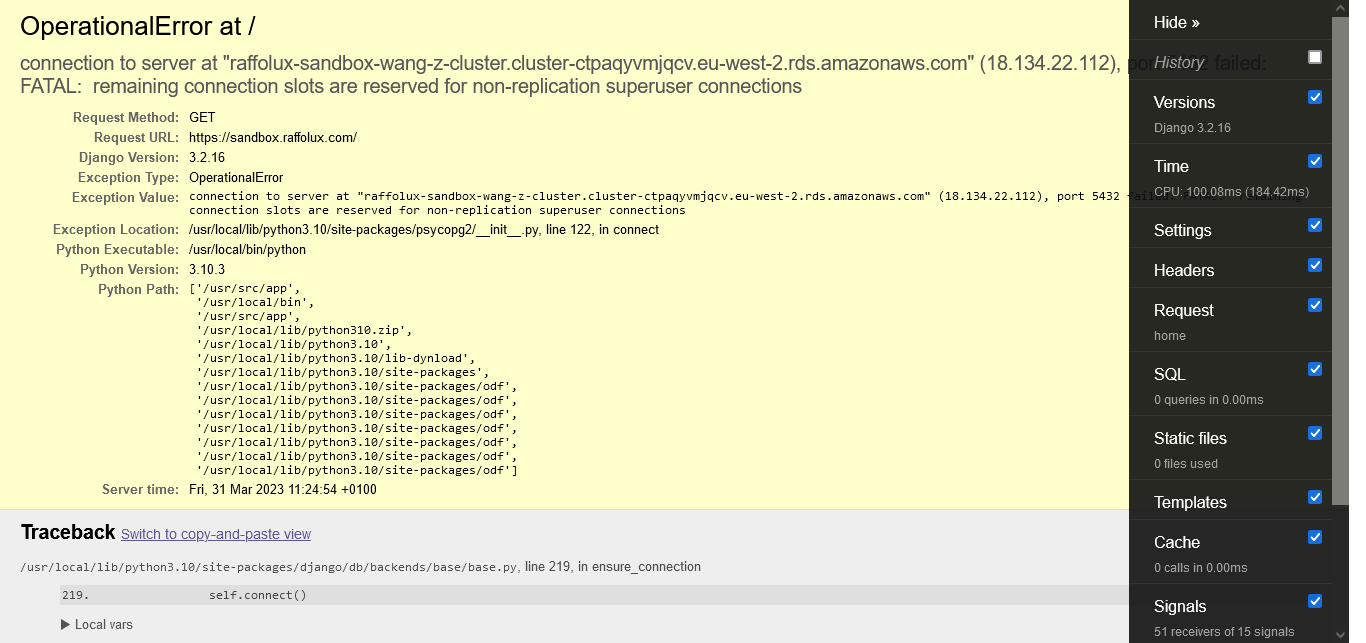 OperationalError at /
connection to server at "raffolux-sandbox-wang-z-cluster.cluster-ctpaqyvmjqcv.eu-west-2.rds.amazonaws.com" (18.134.22.112), port 5432 failed:
FATAL:  remaining connection slots are reserved for non-replication superuser connections
Request Method: GET
Request URL: https://sandbox.raffolux.com/
Django Version: 3.2.16
Exception Type: OperationalError
Exception Value: connection to server at "raffolux-sandbox-wang-z-cluster.cluster-ctpaqyvmjqcv.eu-west-2.rds.amazonaws.com" (18.134.22.112), port 5432 failed: FATAL:  remaining
connection slots are reserved for non-replication superuser connections
Exception Location: /usr/local/lib/python3.10/site-packages/psycopg2/__init__.py, line 122, in connect
Python Executable: /usr/local/bin/python
Python Version: 3.10.3
Python Path: ['/usr/src/app',
'/usr/local/bin',
'/usr/src/app',
'/usr/local/lib/python310.zip',
'/usr/local/lib/python3.10',
'/usr/local/lib/python3.10/lib-dynload',
'/usr/local/lib/python3.10/site-packages',
'/usr/local/lib/python3.10/site-packages/odf',
'/usr/local/lib/python3.10/site-packages/odf',
'/usr/local/lib/python3.10/site-packages/odf',
'/usr/local/lib/python3.10/site-packages/odf',
'/usr/local/lib/python3.10/site-packages/odf',
'/usr/local/lib/python3.10/site-packages/odf',
'/usr/local/lib/python3.10/site-packages/odf']
Server time: Fri, 31 Mar 2023 11:24:54 +0100
Traceback Switch to copy-and-paste view
/usr/local/lib/python3.10/site-packages/django/db/backends/base/base.py, line 219, in ensure_connection
219. self.connect()
▶ Local vars
Hide »
History
Versions
Django 3.2.16
Time
CPU: 100.08ms (184.42ms)
Settings
Headers
Request
home
SQL
0 queries in 0.00ms
Static files
0 files used
Templates
Cache
0 calls in 0.00ms
Signals
51 receivers of 15 signals